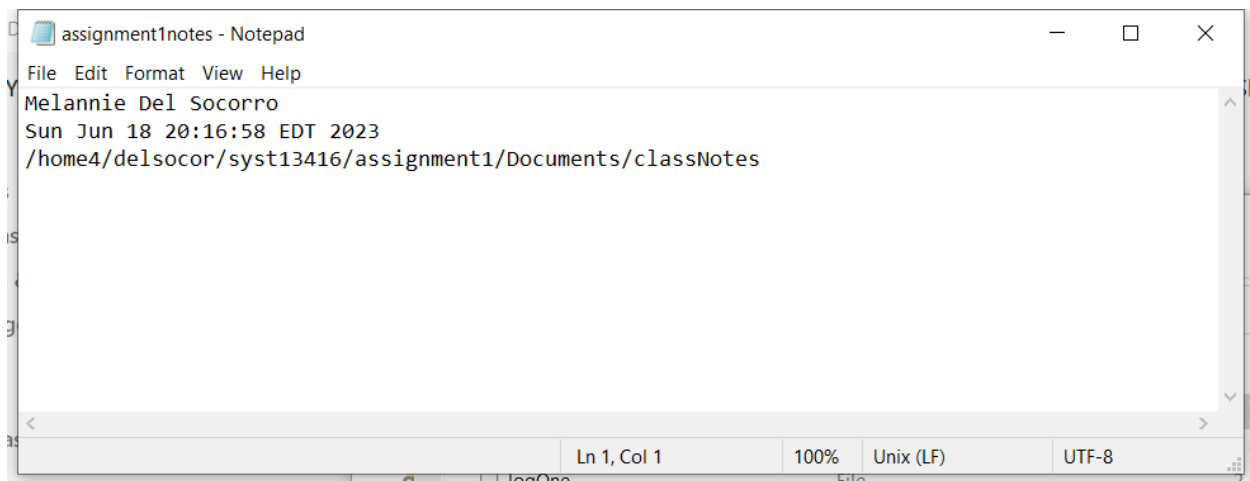 assignment1notes - Notepad
File Edit Format View Help
Melannie Del Socorro
Sun Jun 18 20:16:58 EDT 2023
/home4/delsocor/syst13416/assignment1/Documents/classNotes
Ln 1, Col 1 100% Unix (LF) UTF-8